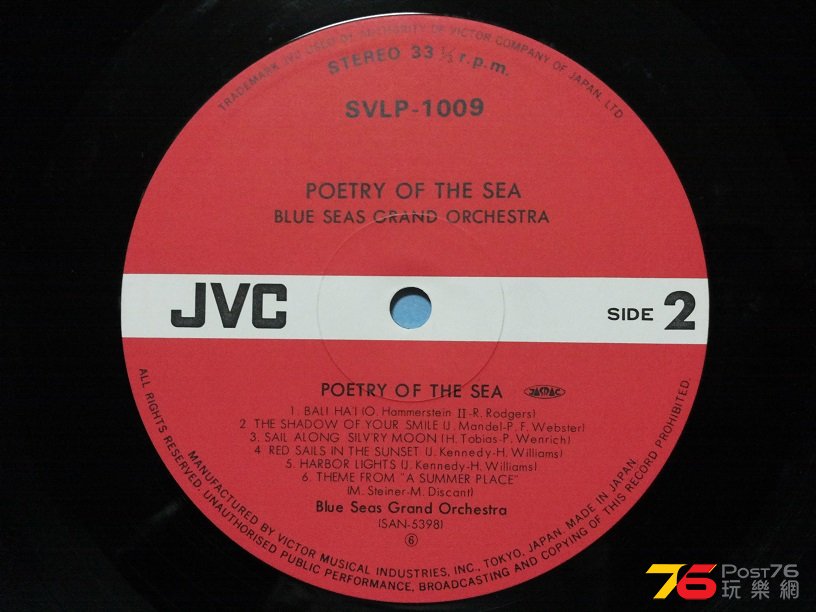 TRADEMARK JVC USED BY AUTHORITY OF VICTOR COMPANY OF JAPAN, LTD.
STEREO 33 1/3 r.p.m.
SVLP-1009
POETRY OF THE SEA
BLUE SEAS GRAND ORCHESTRA
JVC
SIDE 2
POETRY OF THE SEA JASRAC
1. BALI HA'I (O. Hammerstein II-R. Rodgers)
2 THE SHADOW OF YOUR SMILE (J. Mandel-P. F. Webster)
3. SAIL ALONG SILV'RY MOON (H. Tobias-P. Wenrich)
4 RED SAILS IN THE SUNSET (J. Kennedy-H. Williams)
5. HARBOR LIGHTS (J. Kennedy-H. Williams)
6. THEME FROM "A SUMMER PLACE"
(M. Steiner-M. Discant)
Blue Seas Grand Orchestra
(SAN-5398)
⑥
ALL RIGHTS RESERVED. UNAUTHORISED PUBLIC PERFORMANCE, BROADCASTING AND COPYING OF THIS RECORD PROHIBITED.
MANUFACTURED BY VICTOR MUSICAL INDUSTRIES, INC., TOKYO, JAPAN. MADE IN JAPAN.
76 POST76
玩樂網